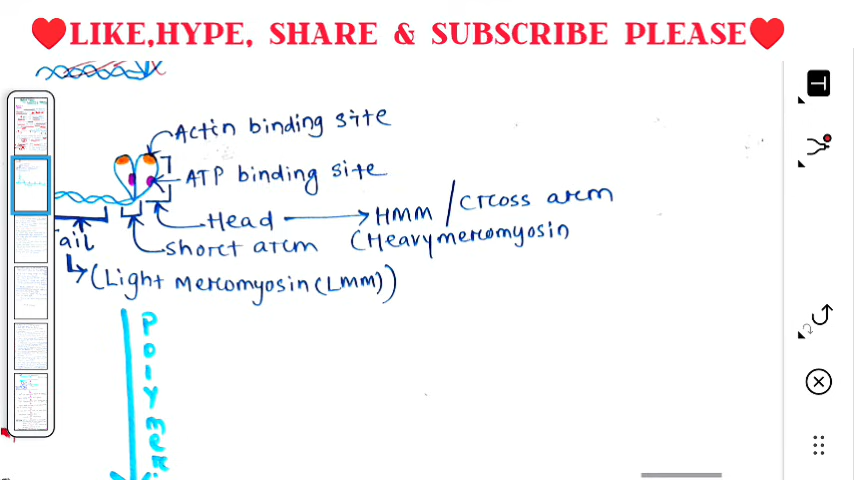 ❤LIKE,HYPE, SHARE & SUBSCRIBE PLEASE❤
Actin binding site
ATP binding site
Head → HMM / Cross arm
Short arm (Heavymeromyosin
Tail
(Light meromyosin (LMM))
POLYMER
T